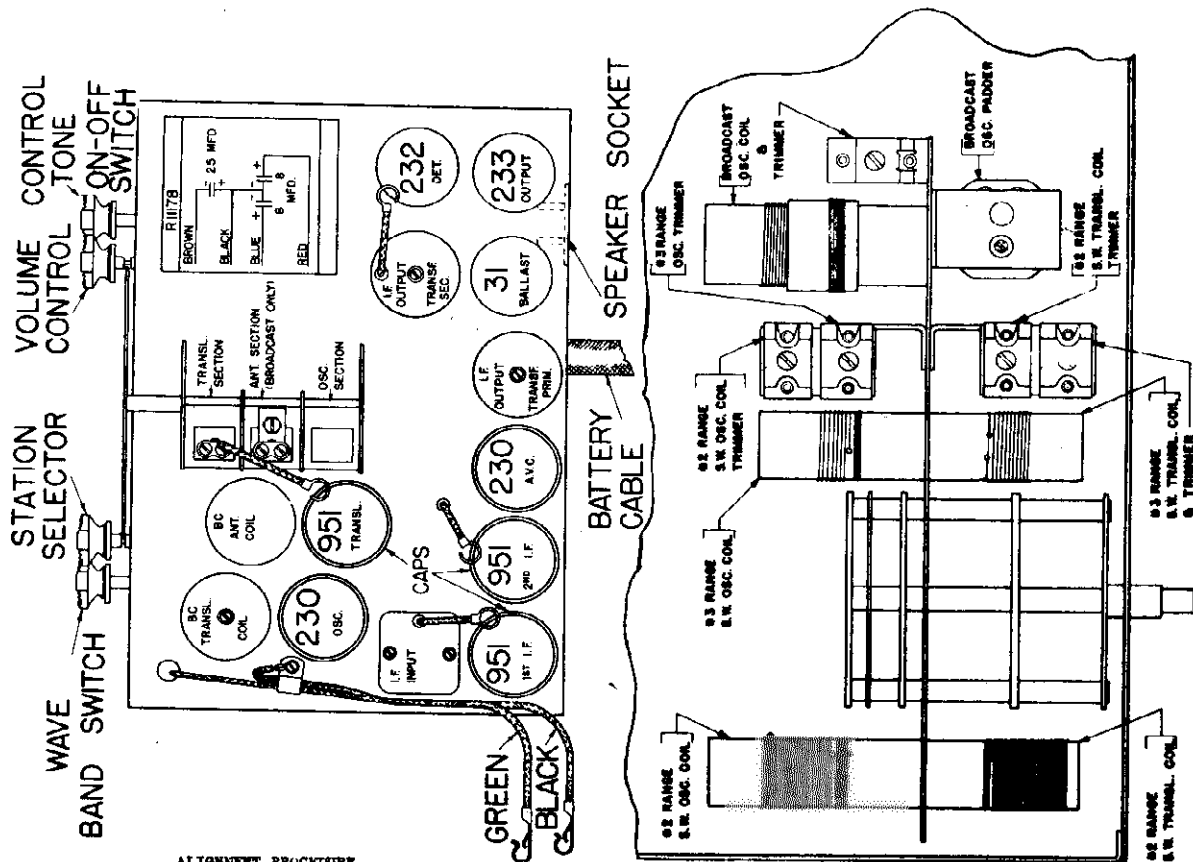 WAVE
BAND SWITCH
STATION
SELECTOR
VOLUME CONTROL
CONTROL TONE
ON-OFF
SWITCH
TRANSL.
SECTION
ANT. SECTION
(BROADCAST ONLY)
OSC.
SECTION
R11178
BROWN
25 MFD
+
BLACK
BLUE
+ +
8 8
MFD.
RED
BC
TRANSL.
COIL
BC
ANT.
COIL
230
OSC.
951
TRANSL.
I.F.
INPUT
CAPS
951
1ST I.F.
951
2ND I.F.
230
A.V.C.
I.F.
OUTPUT
TRANSF.
PRIM.
I.F.
OUTPUT
TRANSF.
SEC.
232
DET.
31
BALLAST
233
OUTPUT
GREEN
BLACK
BATTERY
CABLE
SPEAKER SOCKET
#2 RANGE
S.W. OSC. COIL
#3 RANGE
S.W. OSC. COIL
#2 RANGE
S.W. OSC. COIL
TRIMMER
#3 RANGE
OSC. TRIMMER
BROADCAST
OSC. COIL
&
TRIMMER
BROADCAST
OSC. PADDER
#2 RANGE
S.W. TRANSL. COIL
TRIMMER
#3 RANGE
S.W. TRANSL. COIL
& TRIMMER
#2 RANGE
S.W. TRANSL. COIL
ALIGNMENT PROCEDURE